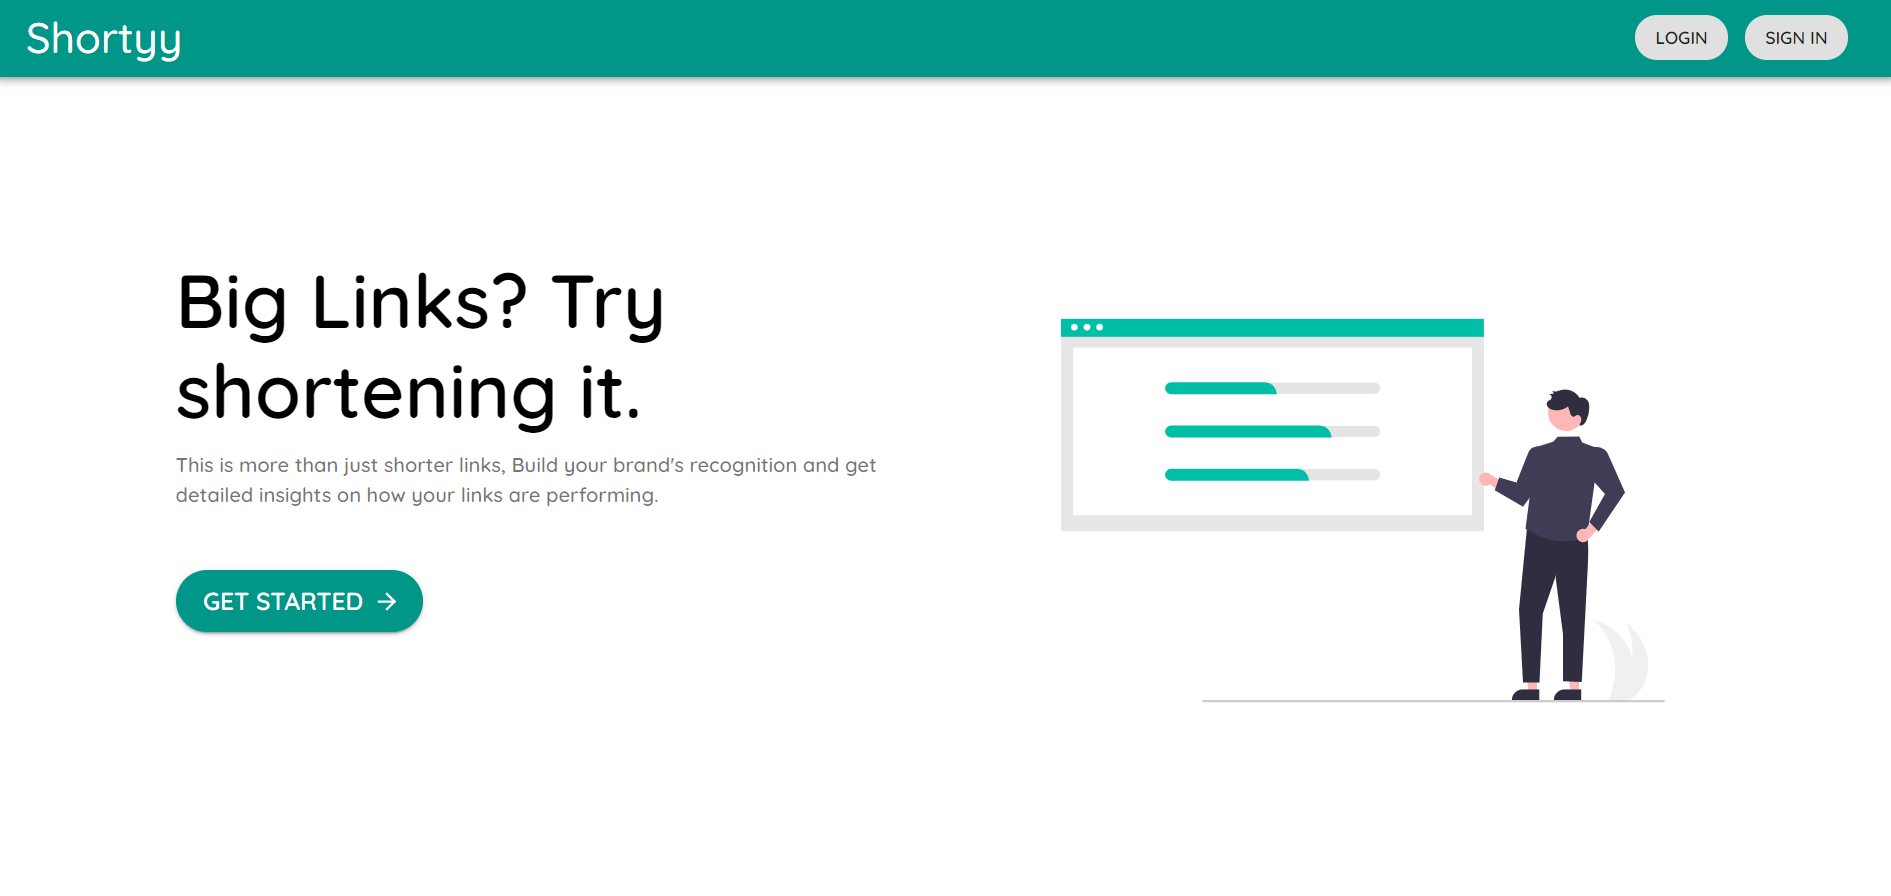 Shortyy
LOGIN
SIGN IN
Big Links? Try
shortening it.
This is more than just shorter links, Build your brand's recognition and get
detailed insights on how your links are performing.
GET STARTED